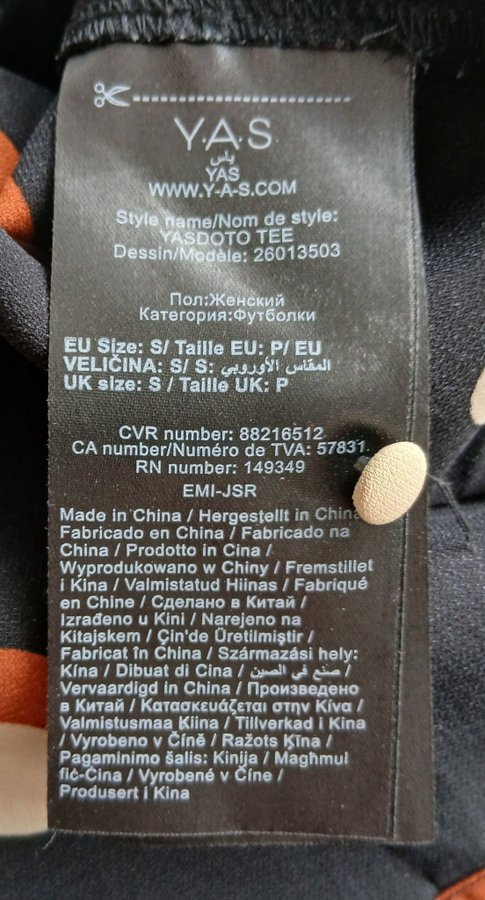 Y.A.S
ياس
YAS
WWW.Y-A-S.COM
Style name/Nom de style:
YASDOTO TEE
Dessin/Modèle: 26013503
Пол:Женский
Категория:Футболки
EU Size: S/ Taille EU: P/ EU
VELIČINA: S/ S: المقاس الأوروبي
UK size: S / Taille UK: P
CVR number: 88216512
CA number/Numéro de TVA: 57831
RN number: 149349
EMI-JSR
Made in China / Hergestellt in China
Fabricado en China / Fabricado na
China / Prodotto in Cina /
Wyprodukowano w Chiny / Fremstillet
i Kina / Valmistatud Hiinas / Fabriqué
en Chine / Сделано в Китай /
Izrađeno u Kini / Narejeno na
Kitajskem / Çin'de Üretilmiştir /
Fabricat în China / Származási hely:
Kína / Dibuat di Cina / صنع في الصين /
Vervaardigd in China / Произведено
в Китай / Κατασκευάζεται στην Κίνα /
Valmistusmaa Kiina / Tillverkad i Kina
/ Vyrobeno v Číně / Ražots Ķīna /
Pagaminimo šalis: Kinija / Magħmul
fiċ-Ċina / Vyrobené v Číne /
Produsert i Kina